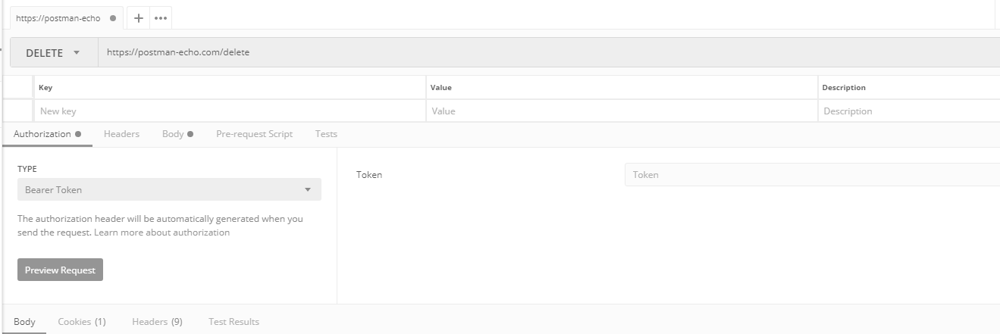 https://postman-echo
DELETE https://postman-echo.com/delete
Key Value Description
New key Value Description
Authorization Headers Body Pre-request Script Tests
TYPE
Bearer Token
Token Token
The authorization header will be automatically generated when you
send the request. Learn more about authorization
Preview Request
Body Cookies (1) Headers (9) Test Results